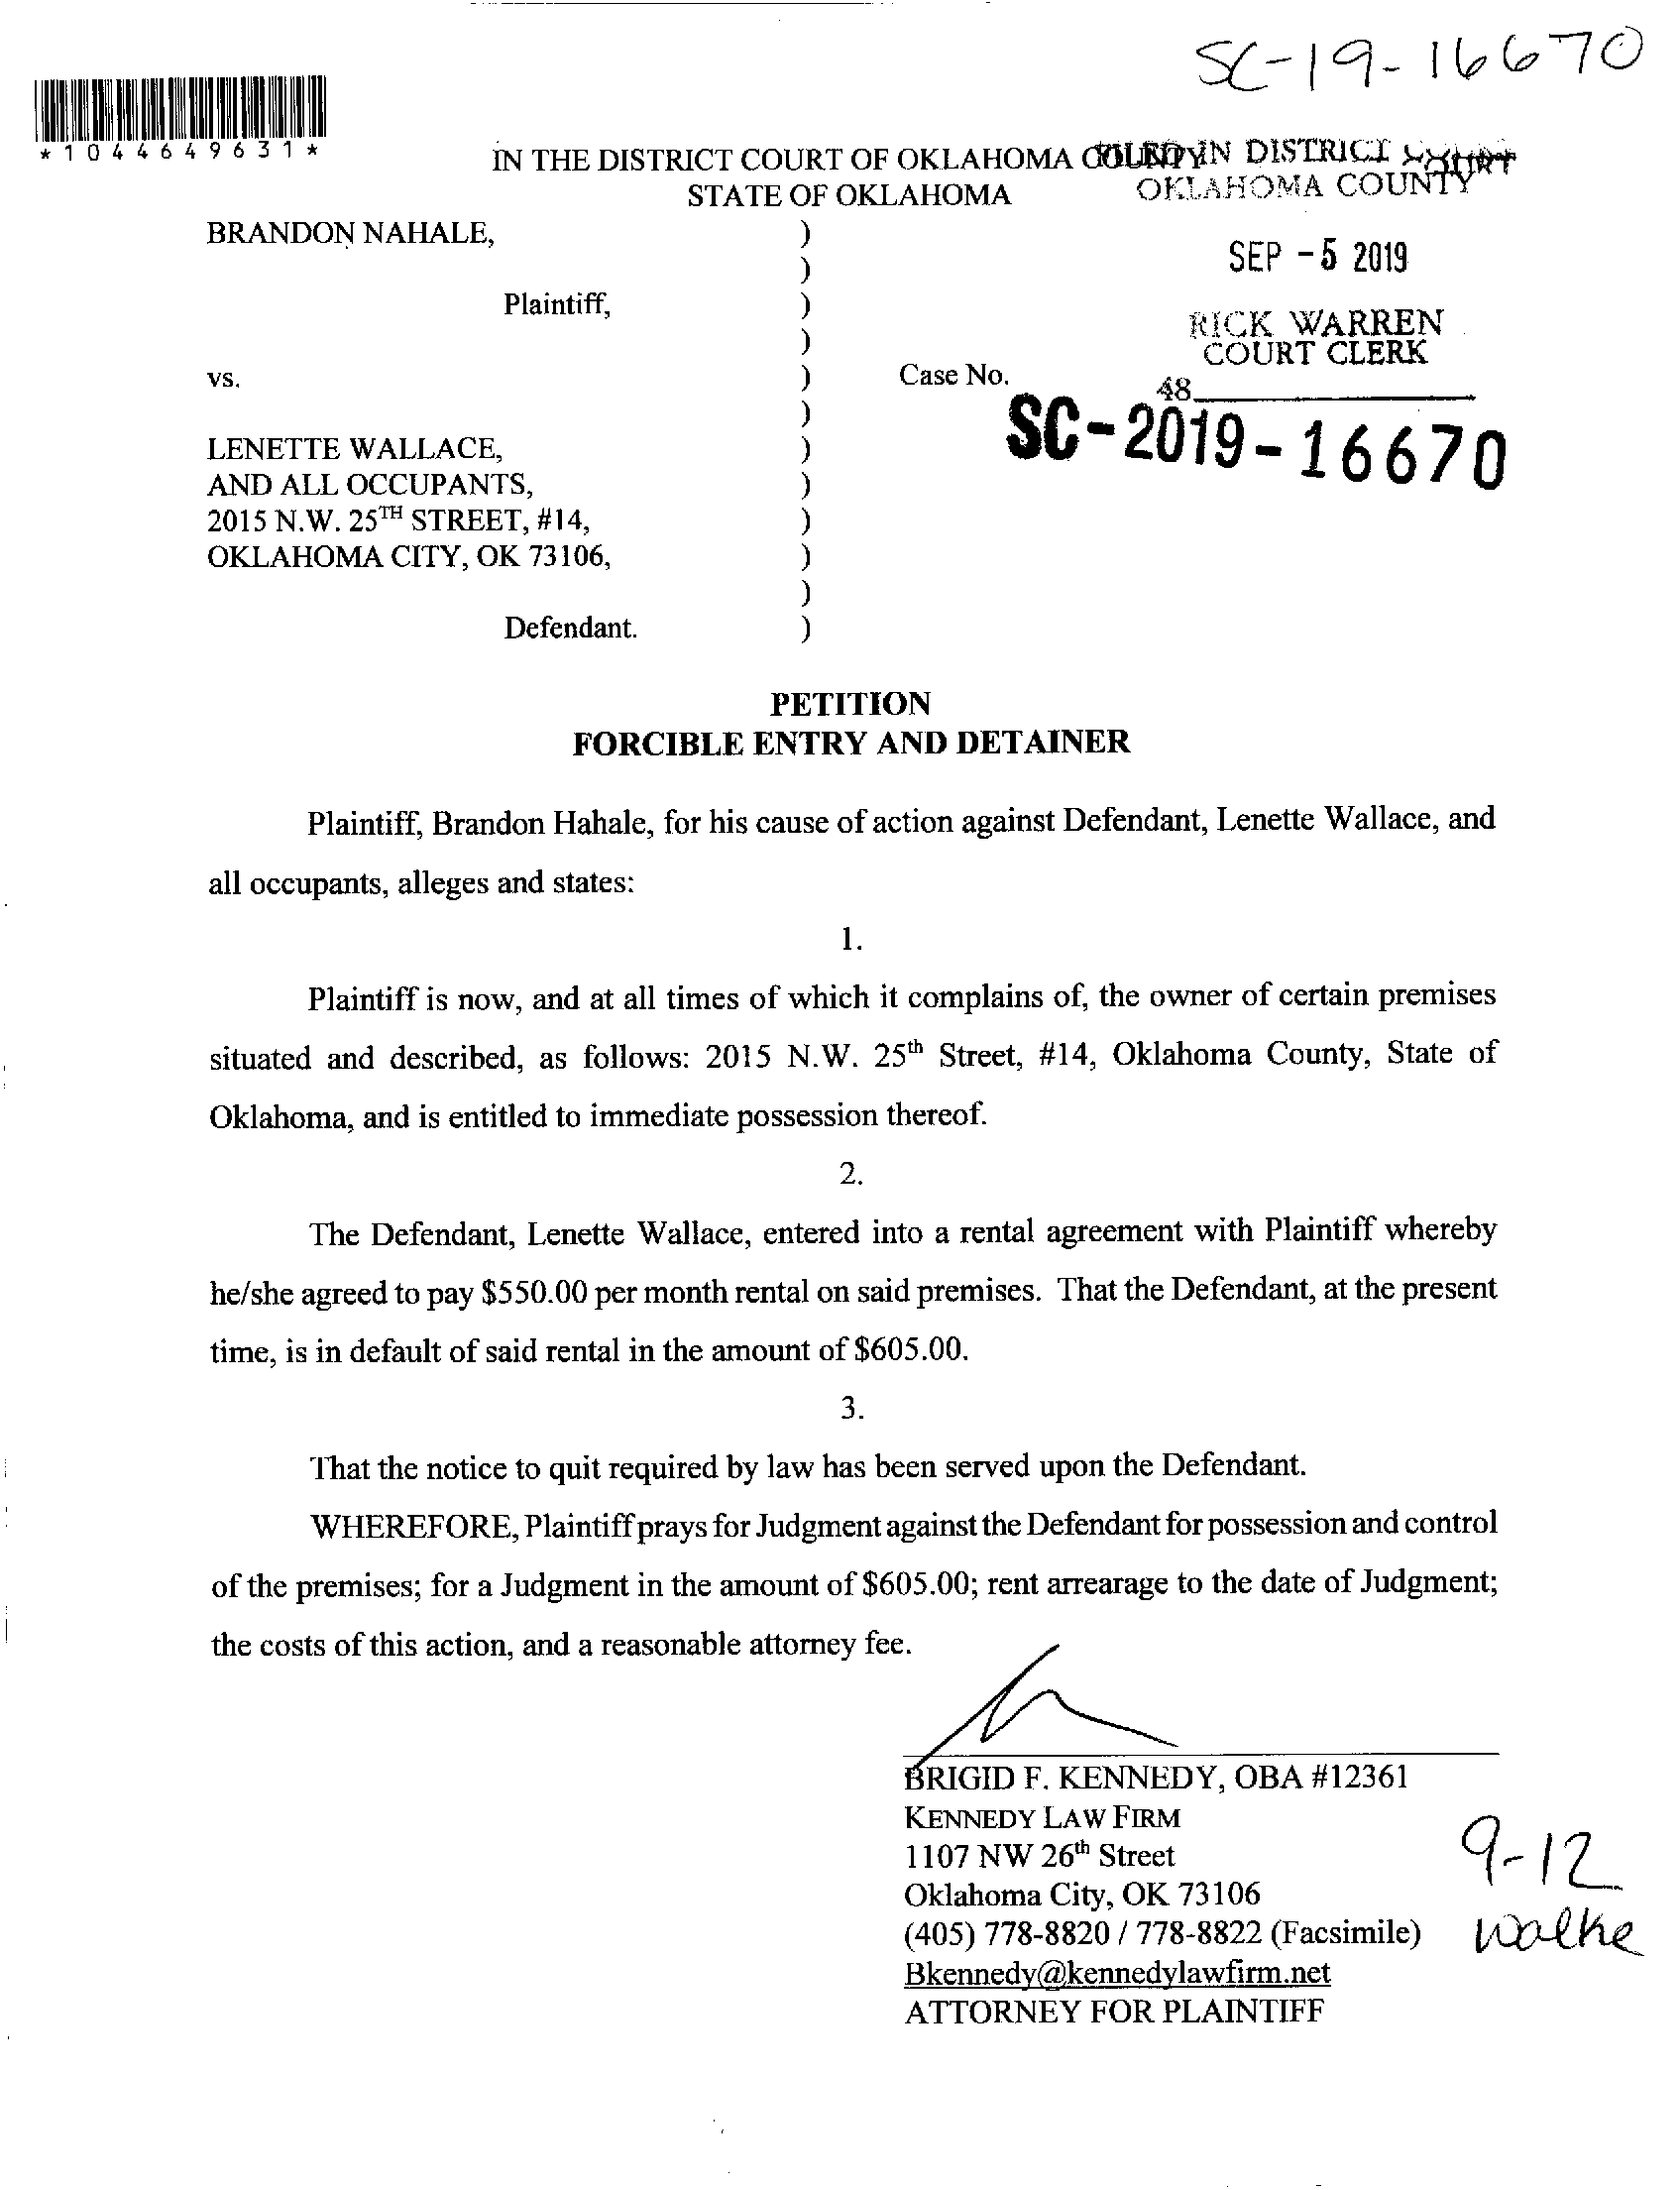 SC-19-16670
*1044649631*
IN THE DISTRICT COURT OF OKLAHOMA COUNTY
STATE OF OKLAHOMA
FILED IN DISTRICT COURT
OKLAHOMA COUNTY
SEP -5 2019
RICK WARREN
COURT CLERK
48
BRANDON NAHALE,
Plaintiff,
vs.
Case No.
SC-2019-16670
LENETTE WALLACE,
AND ALL OCCUPANTS,
2015 N.W. 25TH STREET, #14,
OKLAHOMA CITY, OK 73106,
Defendant.
PETITION
FORCIBLE ENTRY AND DETAINER
Plaintiff, Brandon Hahale, for his cause of action against Defendant, Lenette Wallace, and
all occupants, alleges and states:
1.
Plaintiff is now, and at all times of which it complains of, the owner of certain premises
situated and described, as follows: 2015 N.W. 25th Street, #14, Oklahoma County, State of
Oklahoma, and is entitled to immediate possession thereof.
2.
The Defendant, Lenette Wallace, entered into a rental agreement with Plaintiff whereby
he/she agreed to pay $550.00 per month rental on said premises. That the Defendant, at the present
time, is in default of said rental in the amount of $605.00.
3.
That the notice to quit required by law has been served upon the Defendant.
WHEREFORE, Plaintiff prays for Judgment against the Defendant for possession and control
of the premises; for a Judgment in the amount of $605.00; rent arrearage to the date of Judgment;
the costs of this action, and a reasonable attorney fee.
BRIGID F. KENNEDY, OBA #12361
KENNEDY LAW FIRM
1107 NW 26th Street
Oklahoma City, OK 73106
(405) 778-8820 / 778-8822 (Facsimile)
Bkennedy@kennedylawfirm.net
ATTORNEY FOR PLAINTIFF
9-12
Walke